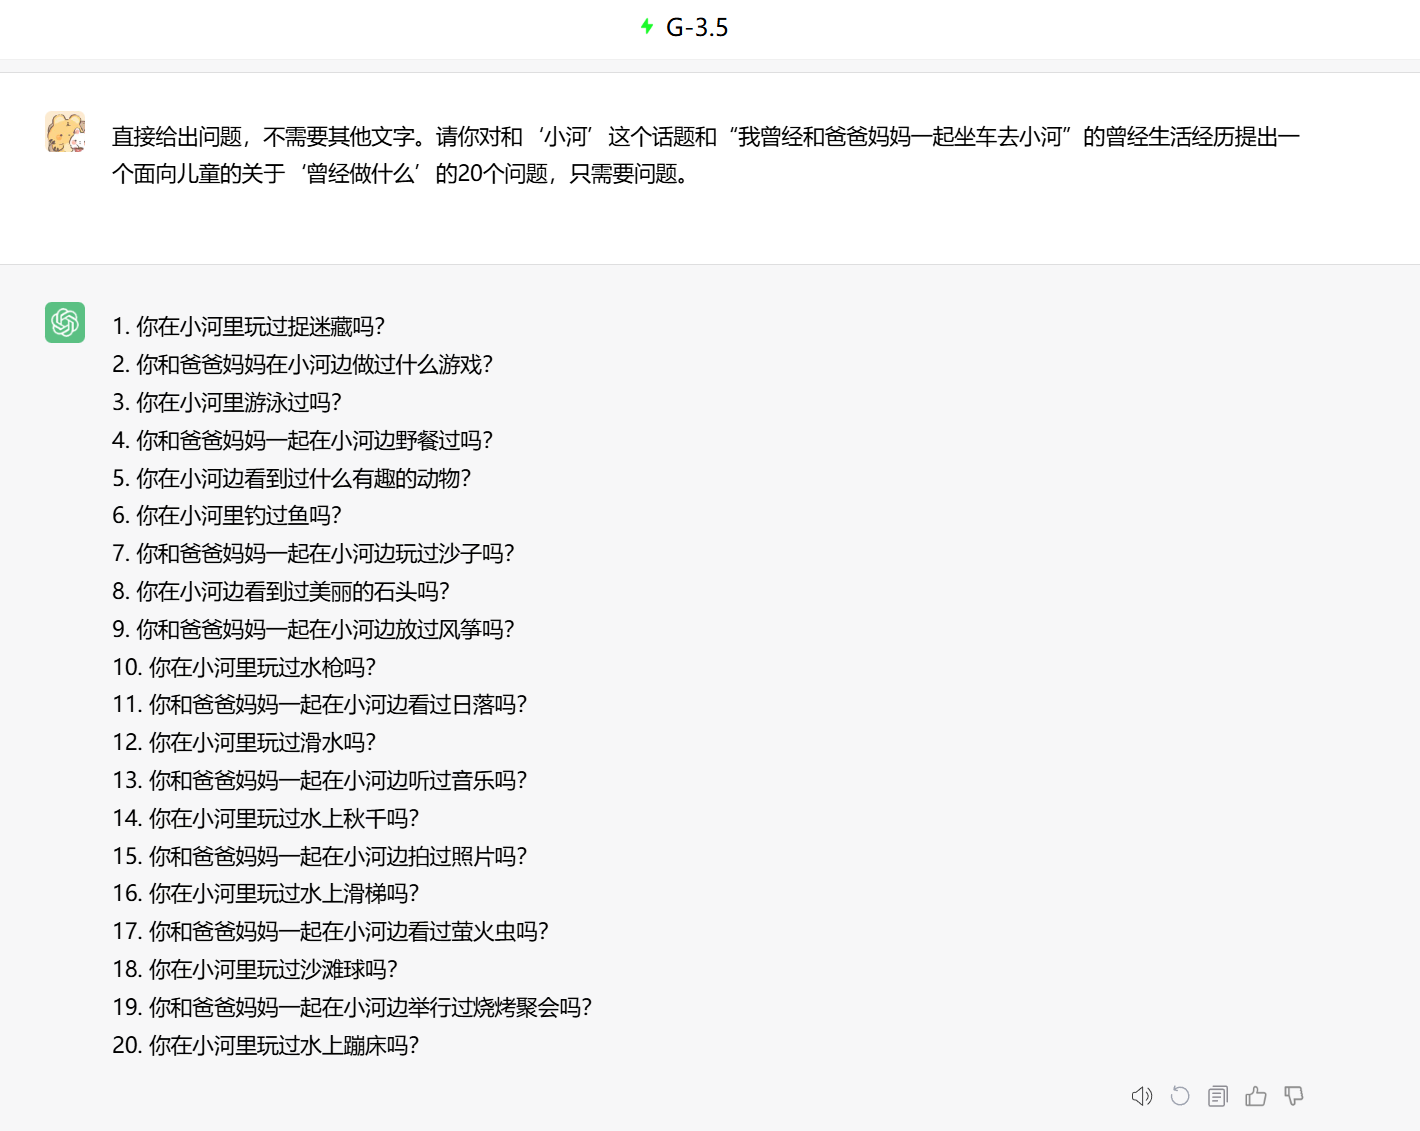 G-3.5
直接给出问题，不需要其他文字。请你对和‘小河’这个话题和“我曾经和爸爸妈妈一起坐车去小河”的曾经生活经历提出一
个面向儿童的关于‘曾经做什么’的20个问题，只需要问题。
1. 你在小河里玩过捉迷藏吗？
2. 你和爸爸妈妈在小河边做过什么游戏？
3. 你在小河里游泳过吗？
4. 你和爸爸妈妈一起在小河边野餐过吗？
5. 你在小河边看到过什么有趣的动物？
6. 你在小河里钓过鱼吗？
7. 你和爸爸妈妈一起在小河边玩过沙子吗？
8. 你在小河边看到过美丽的石头吗？
9. 你和爸爸妈妈一起在小河边放过风筝吗？
10. 你在小河里玩过水枪吗？
11. 你和爸爸妈妈一起在小河边看过日落吗？
12. 你在小河里玩过滑水吗？
13. 你和爸爸妈妈一起在小河边听过音乐吗？
14. 你在小河里玩过水上秋千吗？
15. 你和爸爸妈妈一起在小河边拍过照片吗？
16. 你在小河里玩过水上滑梯吗？
17. 你和爸爸妈妈一起在小河边看过萤火虫吗？
18. 你在小河里玩过沙滩球吗？
19. 你和爸爸妈妈一起在小河边举行过烧烤聚会吗？
20. 你在小河里玩过水上蹦床吗？